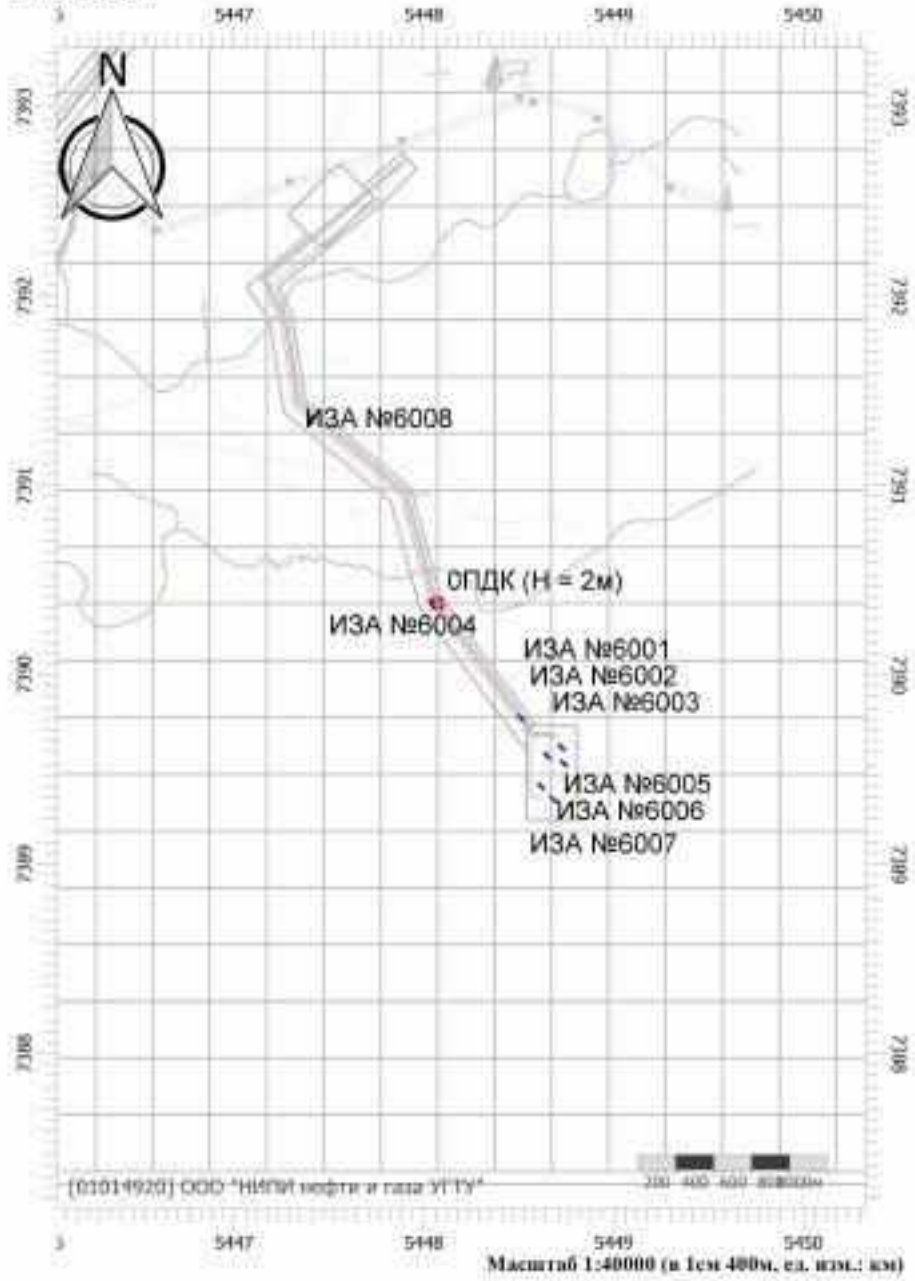 5447 5448 5449 5450
N
7393 7393
7392 7392
ИЗА №6008
7391 7391
0ПДК (Н = 2м)
ИЗА №6004
ИЗА №6001
7390 7390
ИЗА №6002
ИЗА №6003
ИЗА №6005
ИЗА №6006
ИЗА №6007
7389 7389
7388 7388
[01014920] ООО "НИПИ нефти и газа УГТУ"
200 400 600
5447 5448 5449 5450
Масштаб 1:40000 (в 1см 400м, ед. изм.: км)